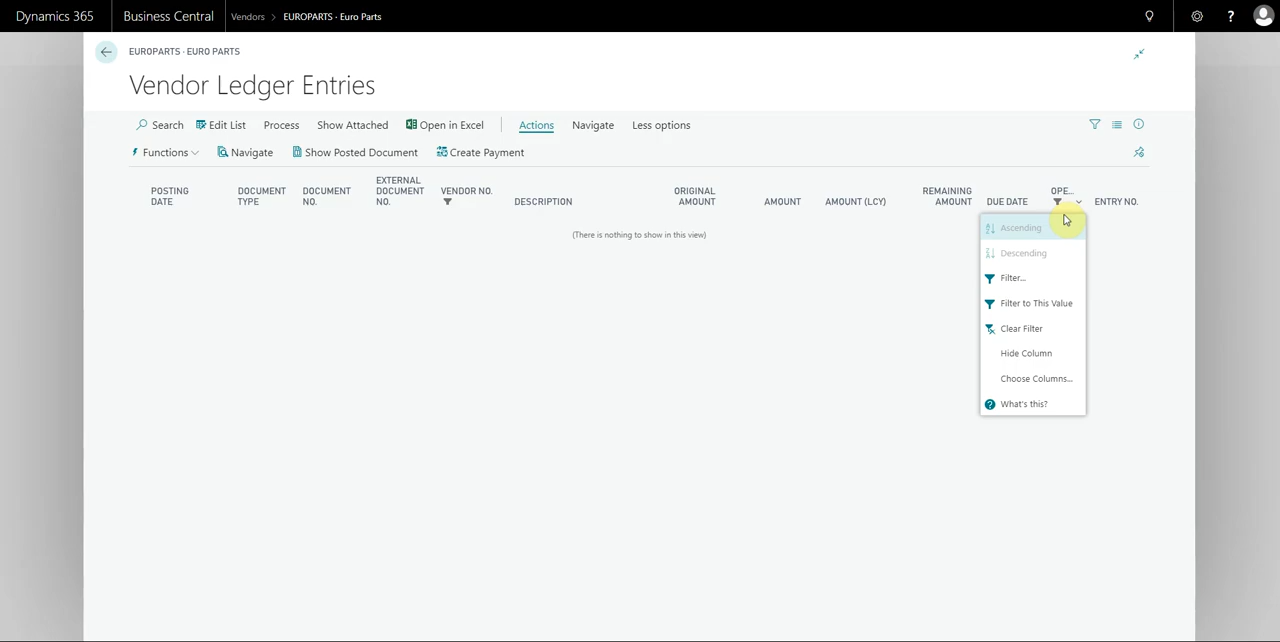 Dynamics 365 Business Central Vendors > EUROPARTS · Euro Parts ?
EUROPARTS · EURO PARTS
Vendor Ledger Entries
Search Edit List Process Show Attached Open in Excel Actions Navigate Less options
Functions Navigate Show Posted Document Create Payment
POSTING DATE DOCUMENT TYPE DOCUMENT NO. EXTERNAL DOCUMENT NO. VENDOR NO. DESCRIPTION ORIGINAL AMOUNT AMOUNT AMOUNT (LCY) REMAINING AMOUNT DUE DATE OPE... ENTRY NO.
(There is nothing to show in this view)
Ascending
Descending
Filter...
Filter to This Value
Clear Filter
Hide Column
Choose Columns...
? What's this?